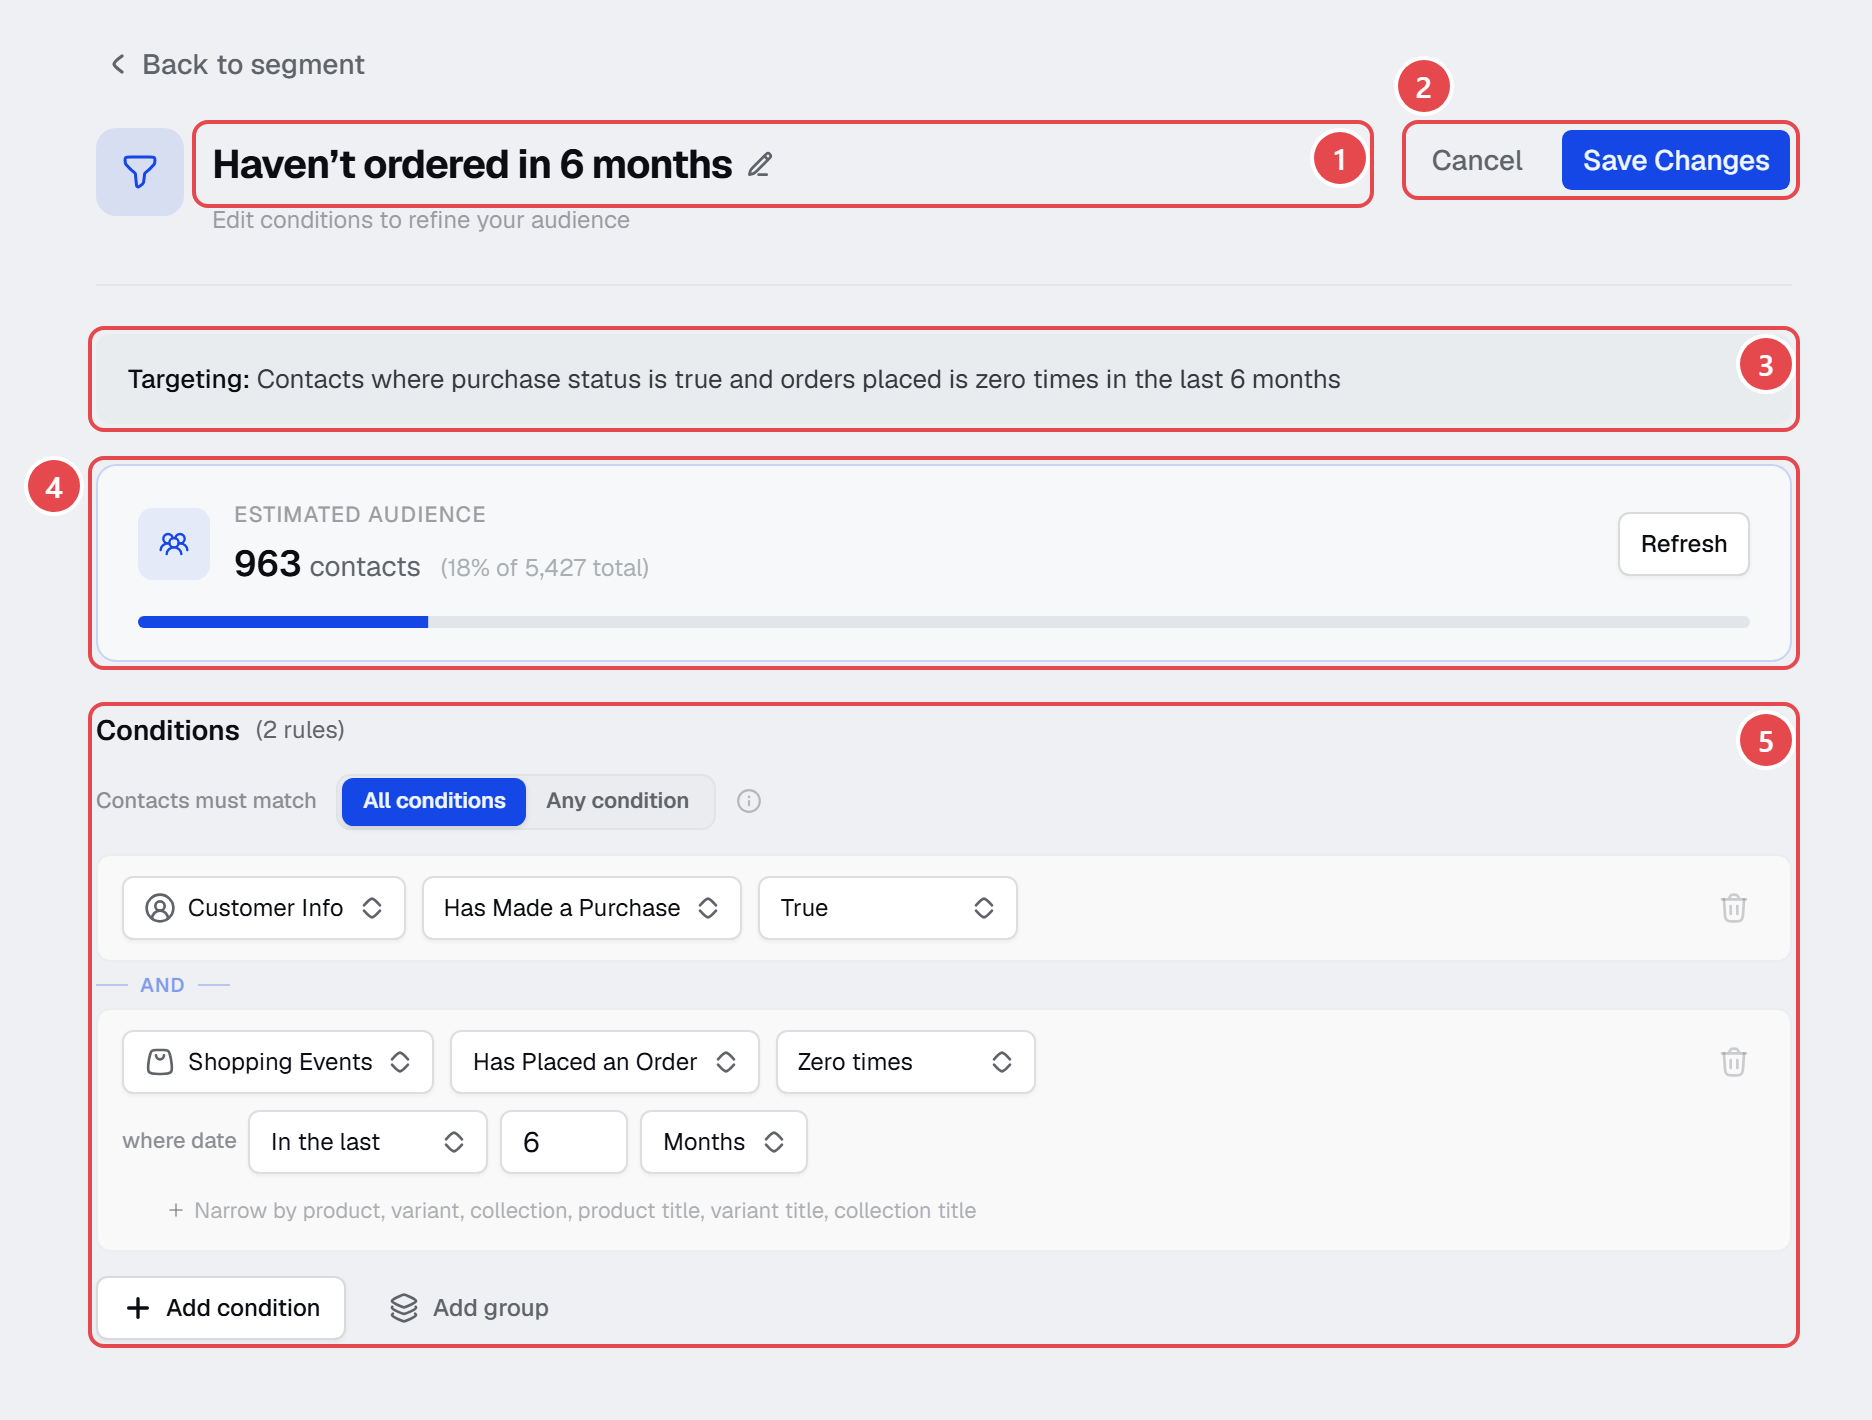 Back to segment
2
Haven’t ordered in 6 months
1
Cancel
Save Changes
Edit conditions to refine your audience
Targeting: Contacts where purchase status is true and orders placed is zero times in the last 6 months
3
4
ESTIMATED AUDIENCE
963 contacts (18% of 5,427 total)
Refresh
Conditions (2 rules)
5
Contacts must match All conditions Any condition
Customer Info Has Made a Purchase True
AND
Shopping Events Has Placed an Order Zero times
where date In the last 6 Months
+ Narrow by product, variant, collection, product title, variant title, collection title
+ Add condition Add group